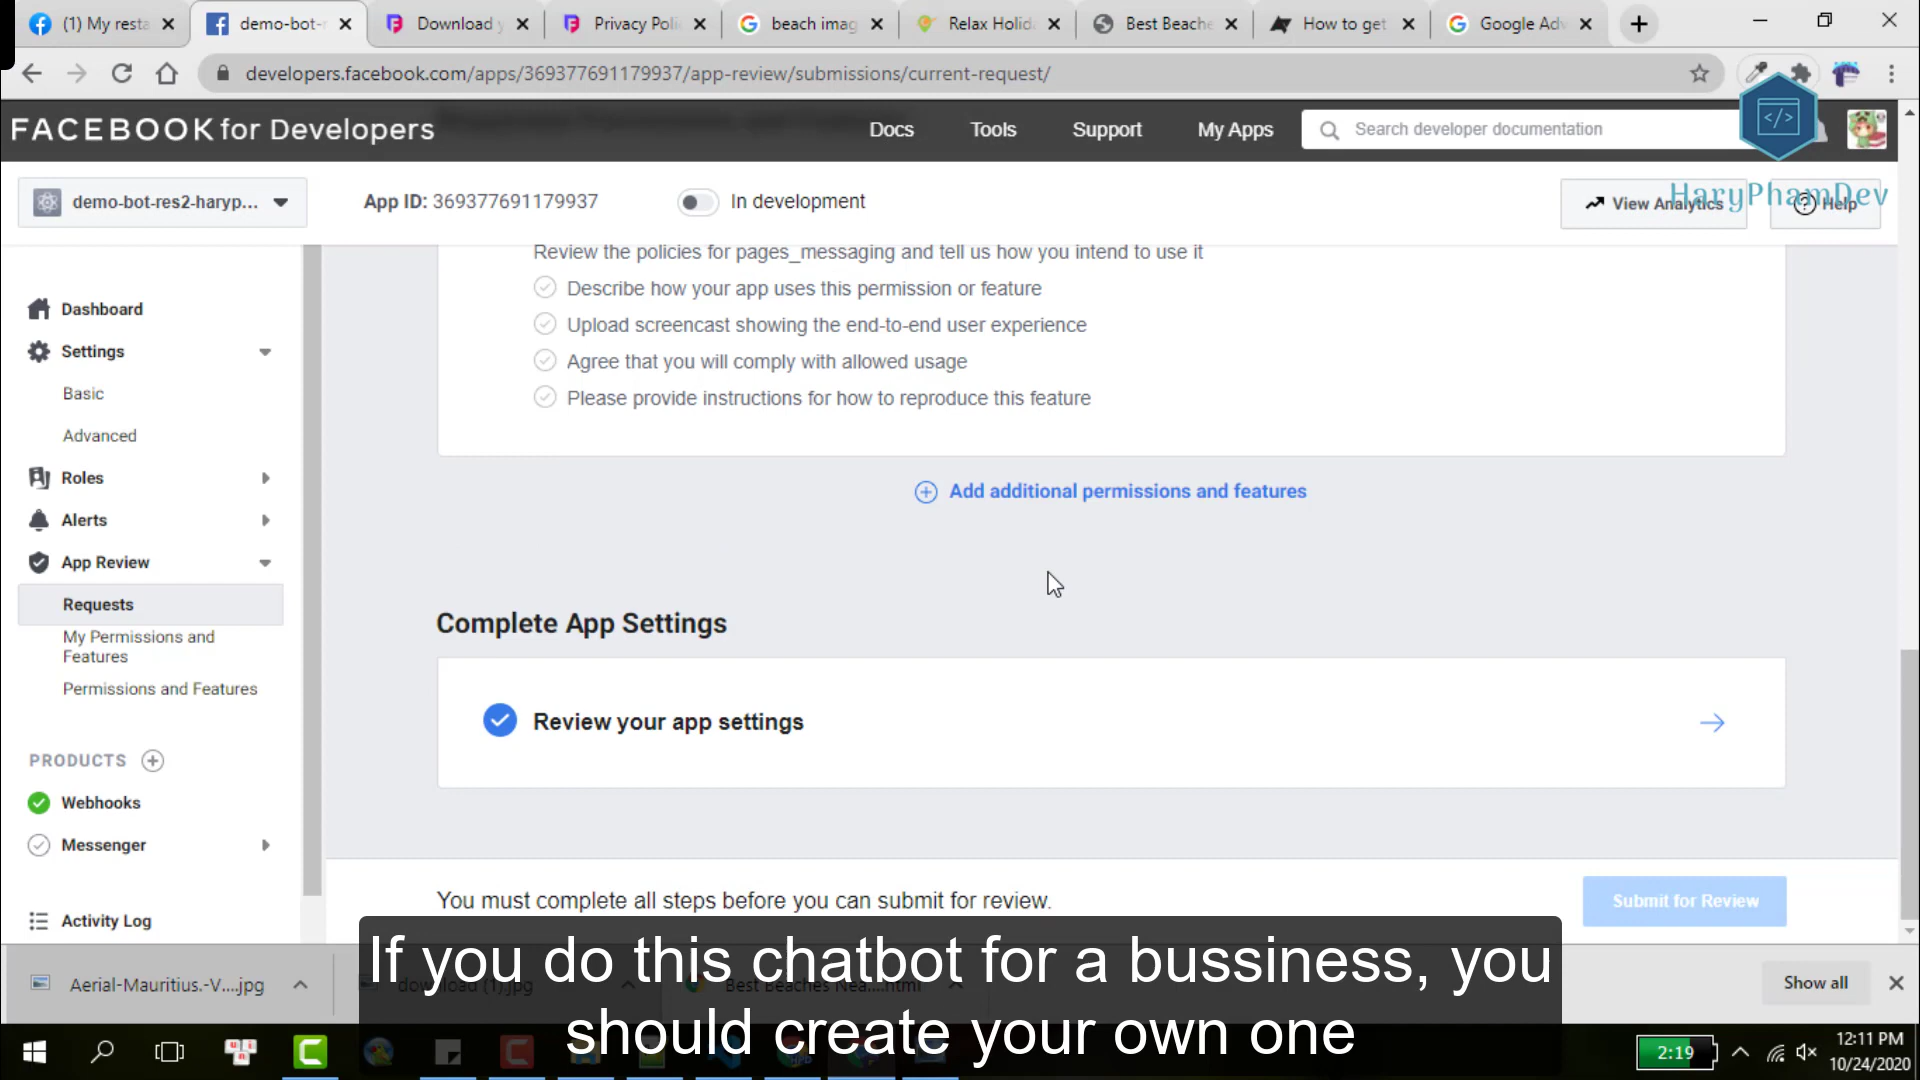 (1) My resta
demo-bot-r
Download y
Privacy Poli
beach imag
Relax Holid
Best Beache
How to get
Google Adv
developers.facebook.com/apps/369377691179937/app-review/submissions/current-request/
FACEBOOK for Developers
Docs
Tools
Support
My Apps
Search developer documentation
demo-bot-res2-haryp...
App ID: 369377691179937
In development
View Analytics
Help
HaryPhamDev
Dashboard
Settings
Basic
Advanced
Roles
Alerts
App Review
Requests
My Permissions and
Features
Permissions and Features
PRODUCTS
Webhooks
Messenger
Activity Log
Review the policies for pages_messaging and tell us how you intend to use it
Describe how your app uses this permission or feature
Upload screencast showing the end-to-end user experience
Agree that you will comply with allowed usage
Please provide instructions for how to reproduce this feature
Add additional permissions and features
Complete App Settings
Review your app settings
You must complete all steps before you can submit for review.
Submit for Review
Aerial-Mauritius.-V....jpg
download (1).jpg
Best Beaches Nea....html
Show all
If you do this chatbot for a bussiness, you
should create your own one
2:19
12:11 PM
10/24/2020